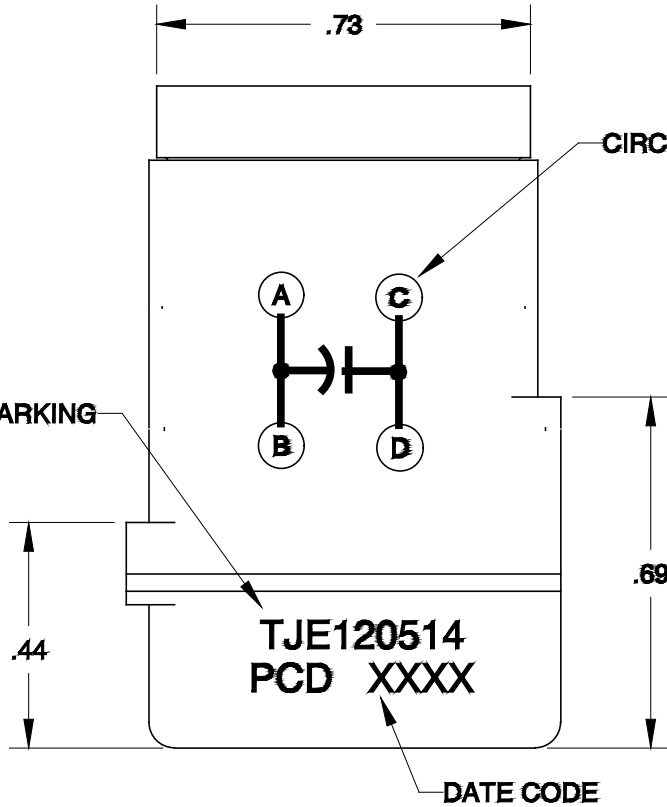 .73
CIRC
A
C
ARKING
B
D
.69
.44
TJE120514
PCD XXXX
DATE CODE